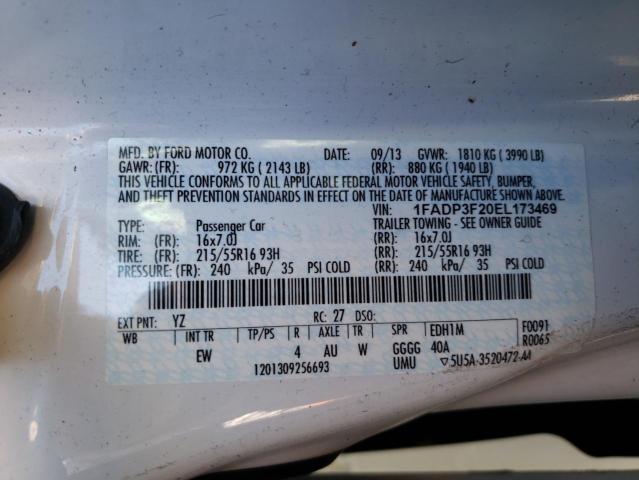 MFD. BY FORD MOTOR CO. DATE: 09/13 GVWR: 1810 KG ( 3990 LB)
GAWR: (FR): 972 KG ( 2143 LB) (RR): 880 KG ( 1940 LB)
THIS VEHICLE CONFORMS TO ALL APPLICABLE FEDERAL MOTOR VEHICLE SAFETY, BUMPER,
AND THEFT PREVENTION STANDARDS IN EFFECT ON THE DATE OF MANUFACTURE SHOWN ABOVE.
VIN: 1FADP3F20EL173469
TYPE: Passenger Car TRAILER TOWING - SEE OWNER GUIDE
RIM: (FR): 16x7.0J (RR): 16x7.0J
TIRE: (FR): 215/55R16 93H (RR): 215/55R16 93H
PRESSURE: (FR): 240 kPa/ 35 PSI COLD (RR): 240 kPa/ 35 PSI COLD
EXT PNT: YZ RC: 27 DSO:
WB INT TR TP/PS R AXLE TR SPR EDH1M F0091
EW 4 AU W GGGG 40A R0065
1201309256693 UMU ▽5U5A-3520472-AA